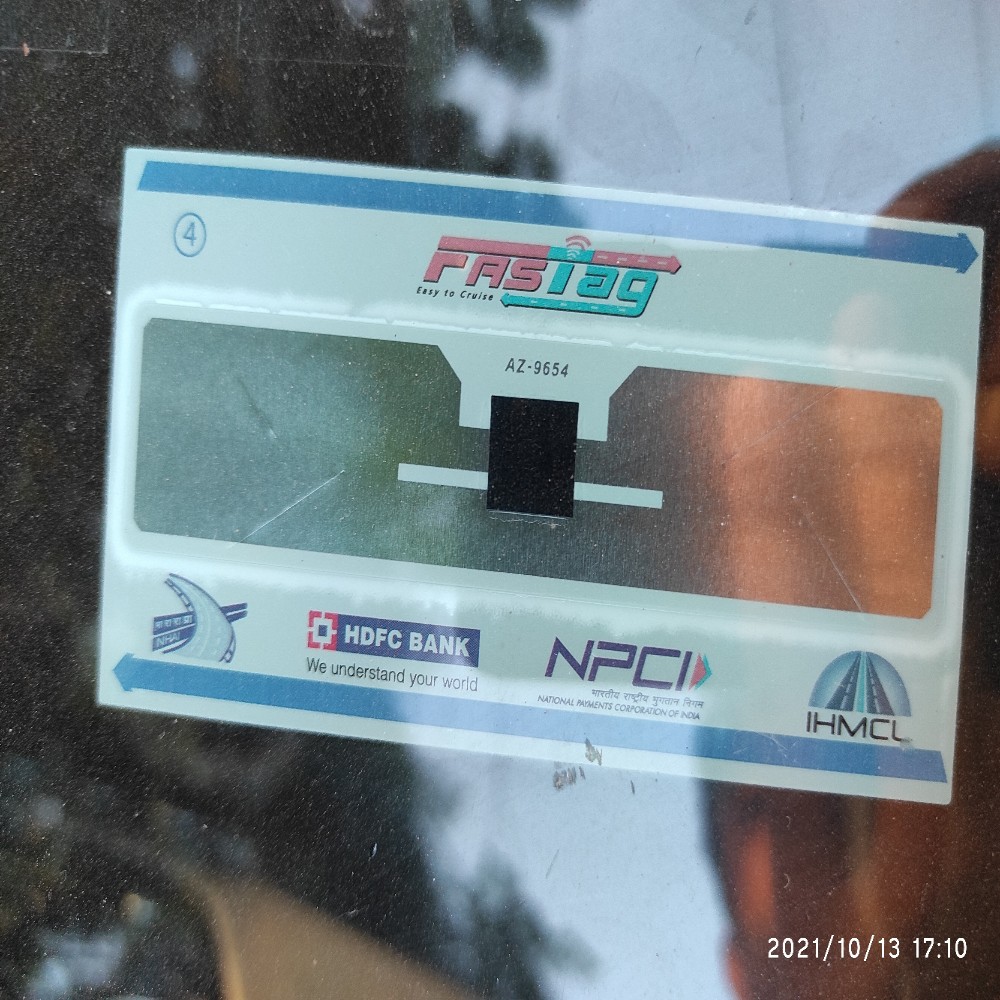 4
FASTag
Easy to Cruise
AZ-9654
भा रा रा प्रा
NHAI
HDFC BANK
We understand your world
NPCI
भारतीय राष्ट्रीय भुगतान निगम
NATIONAL PAYMENTS CORPORATION OF INDIA
IHMCL
2021/10/13 17:10